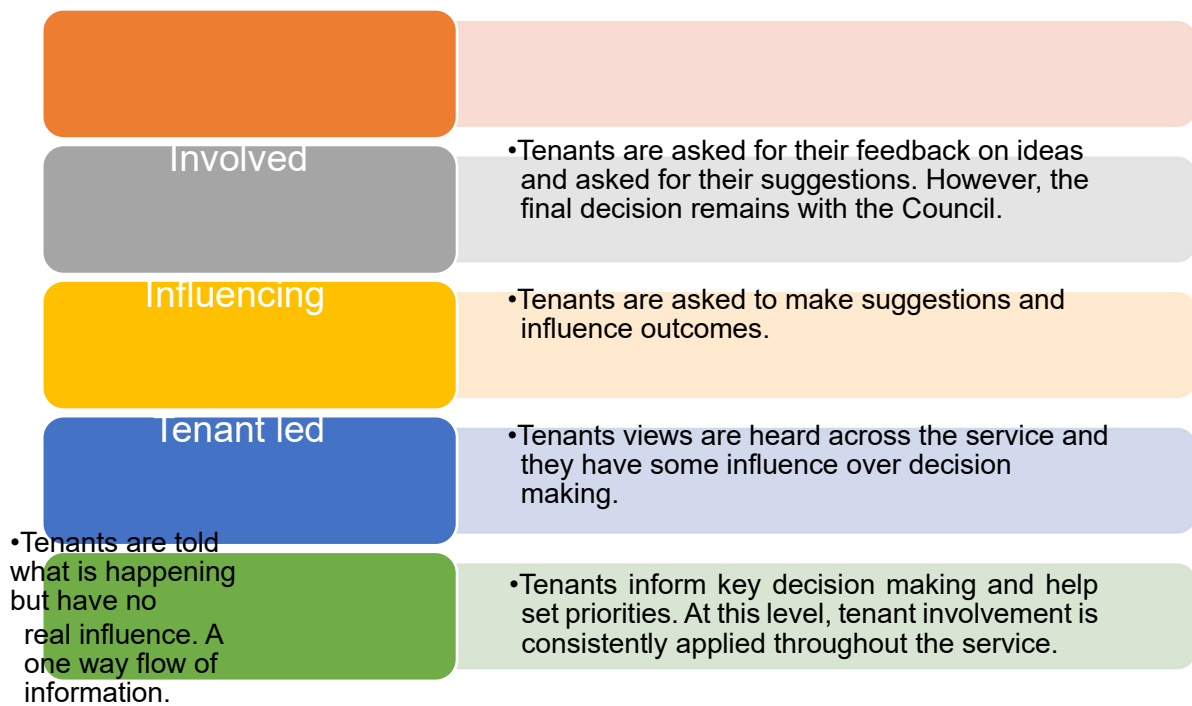 Involved
•Tenants are asked for their feedback on ideas
and asked for their suggestions. However, the
final decision remains with the Council.
Influencing
•Tenants are asked to make suggestions and
influence outcomes.
Tenant led
•Tenants views are heard across the service and
they have some influence over decision
making.
•Tenants are told
what is happening
but have no
real influence. A
one way flow of
information.
•Tenants inform key decision making and help
set priorities. At this level, tenant involvement is
consistently applied throughout the service.